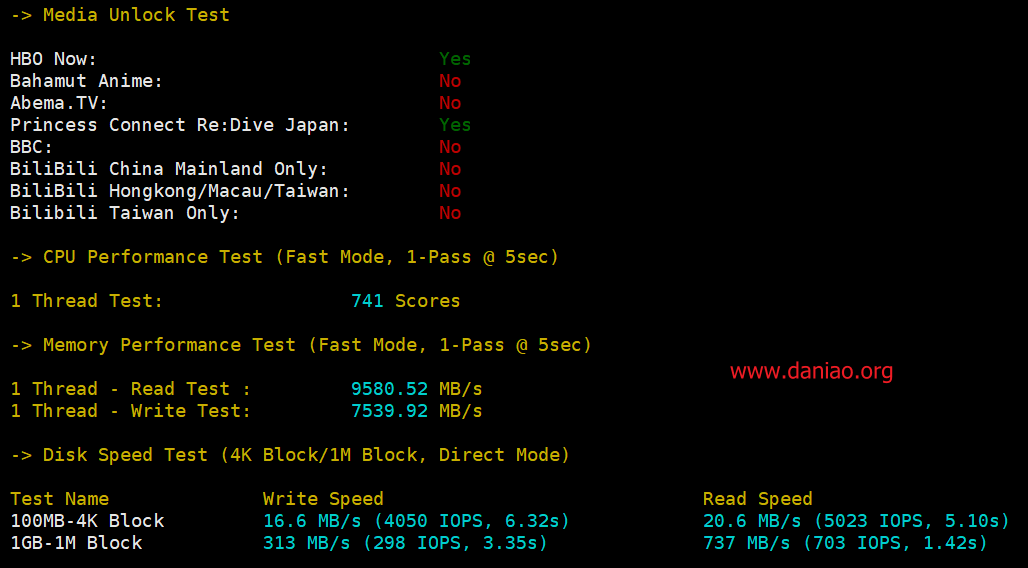 -> Media Unlock Test
HBO Now: Yes
Bahamut Anime: No
Abema.TV: No
Princess Connect Re:Dive Japan: Yes
BBC: No
BiliBili China Mainland Only: No
BiliBili Hongkong/Macau/Taiwan: No
Bilibili Taiwan Only: No
-> CPU Performance Test (Fast Mode, 1-Pass @ 5sec)
1 Thread Test: 741 Scores
-> Memory Performance Test (Fast Mode, 1-Pass @ 5sec)
www.daniao.org
1 Thread - Read Test : 9580.52 MB/s
1 Thread - Write Test: 7539.92 MB/s
-> Disk Speed Test (4K Block/1M Block, Direct Mode)
Test Name Write Speed Read Speed
100MB-4K Block 16.6 MB/s (4050 IOPS, 6.32s) 20.6 MB/s (5023 IOPS, 5.10s)
1GB-1M Block 313 MB/s (298 IOPS, 3.35s) 737 MB/s (703 IOPS, 1.42s)